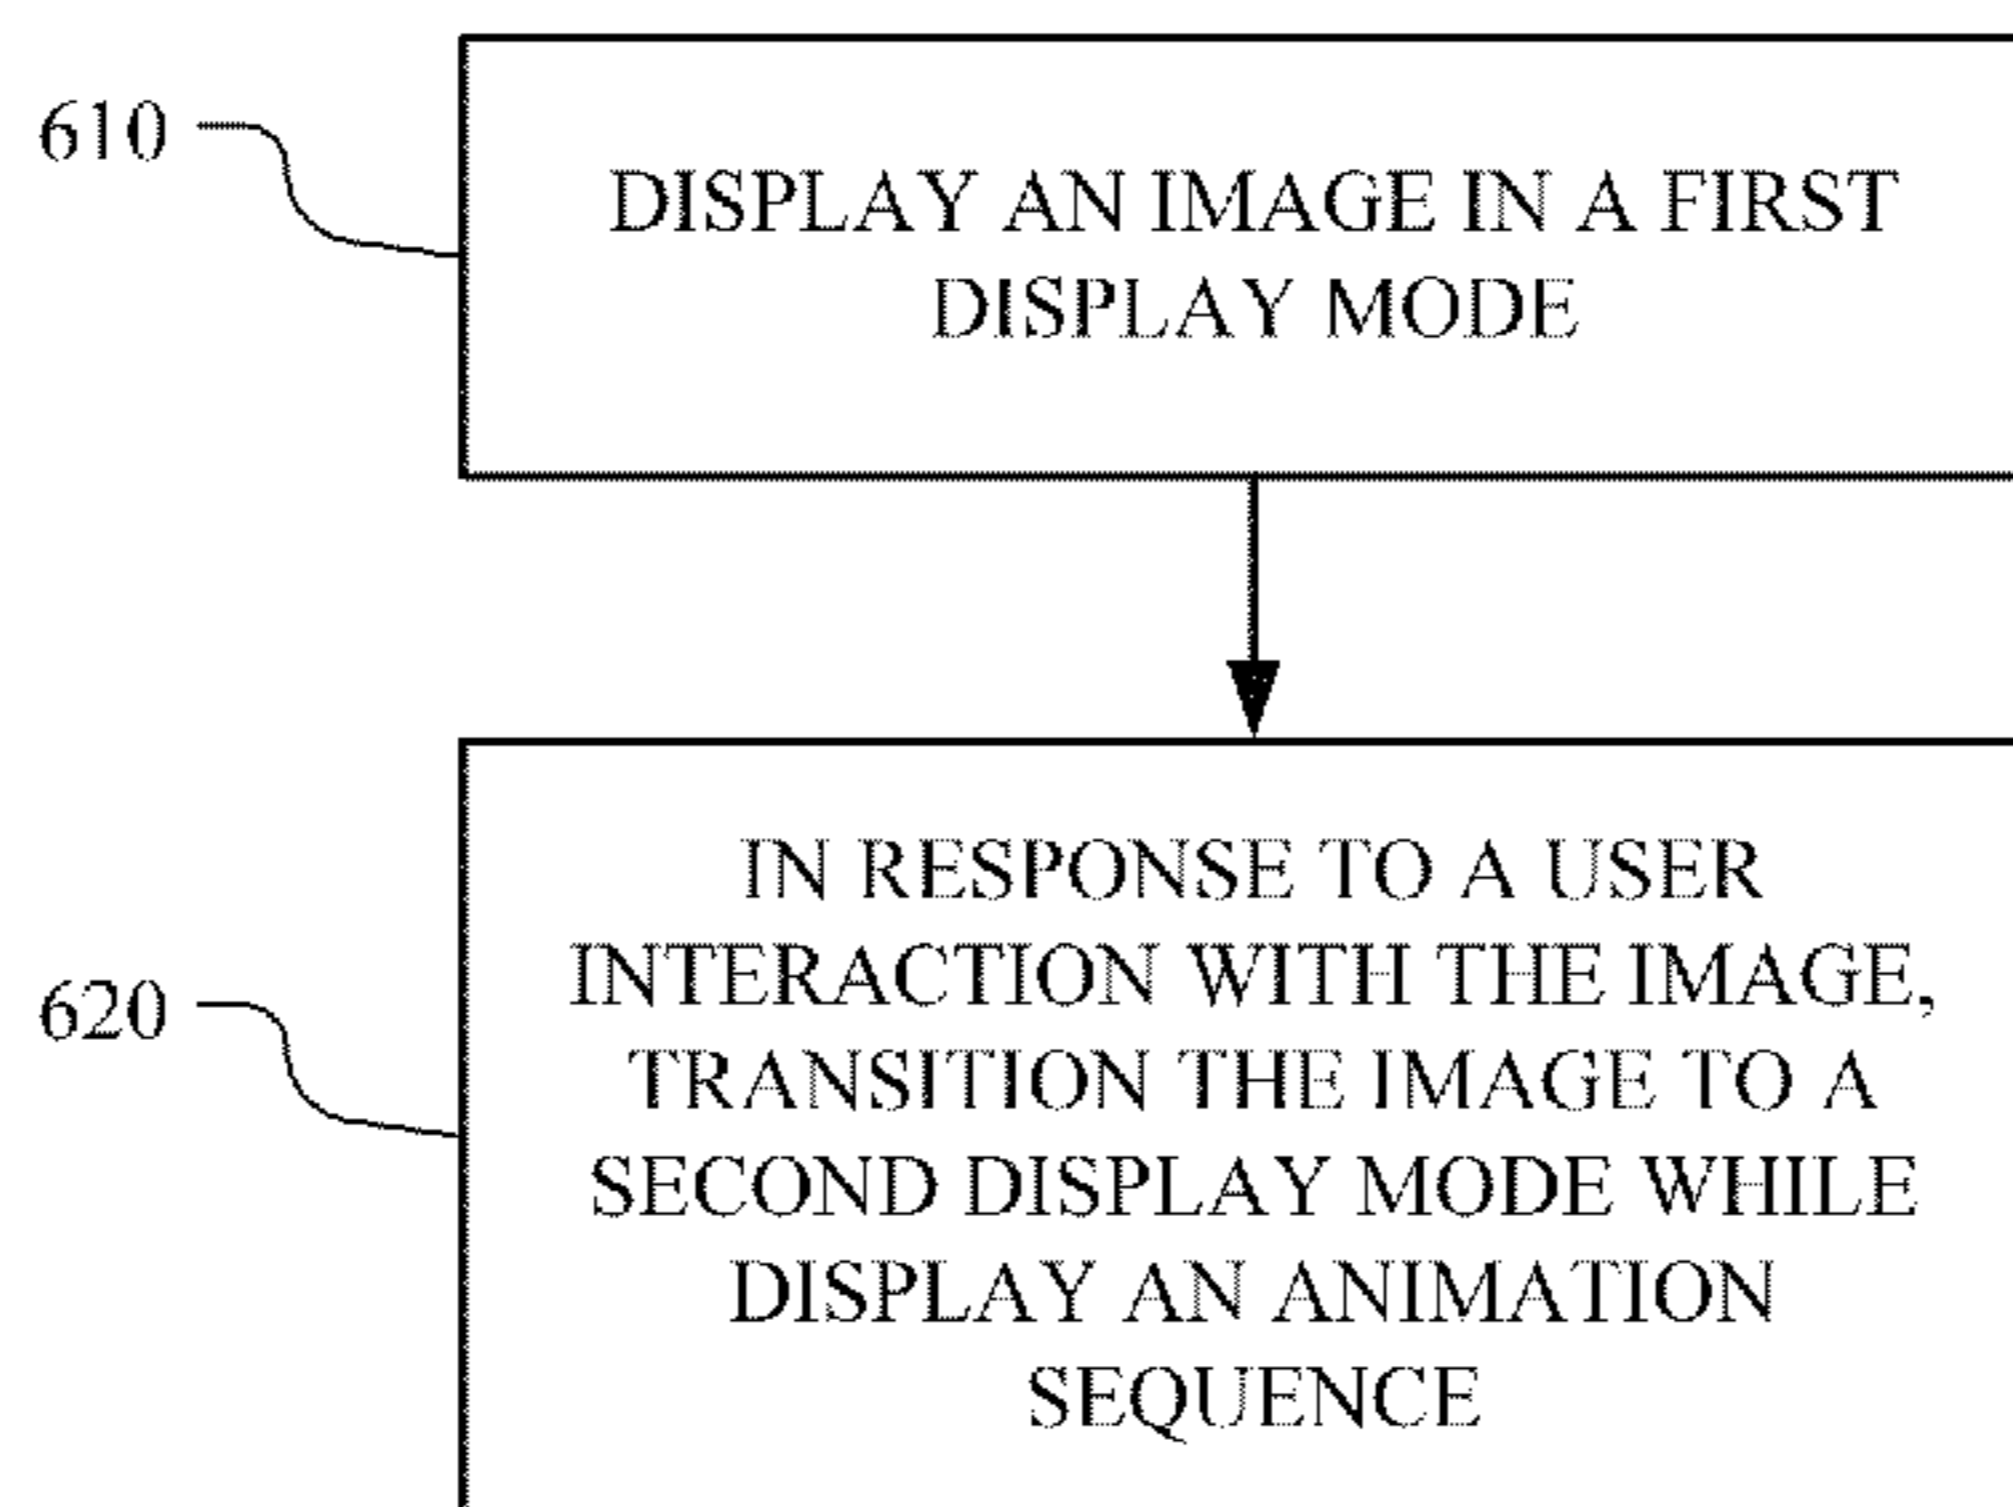 610
DISPLAY AN IMAGE IN A FIRST
DISPLAY MODE
IN RESPONSE TO A USER
INTERACTION WITH THE IMAGE,
620
TRANSITION THE IMAGE TO A
SECOND DISPLAY MODE WHILE
DISPLAY AN ANIMATION
SEQUENCE